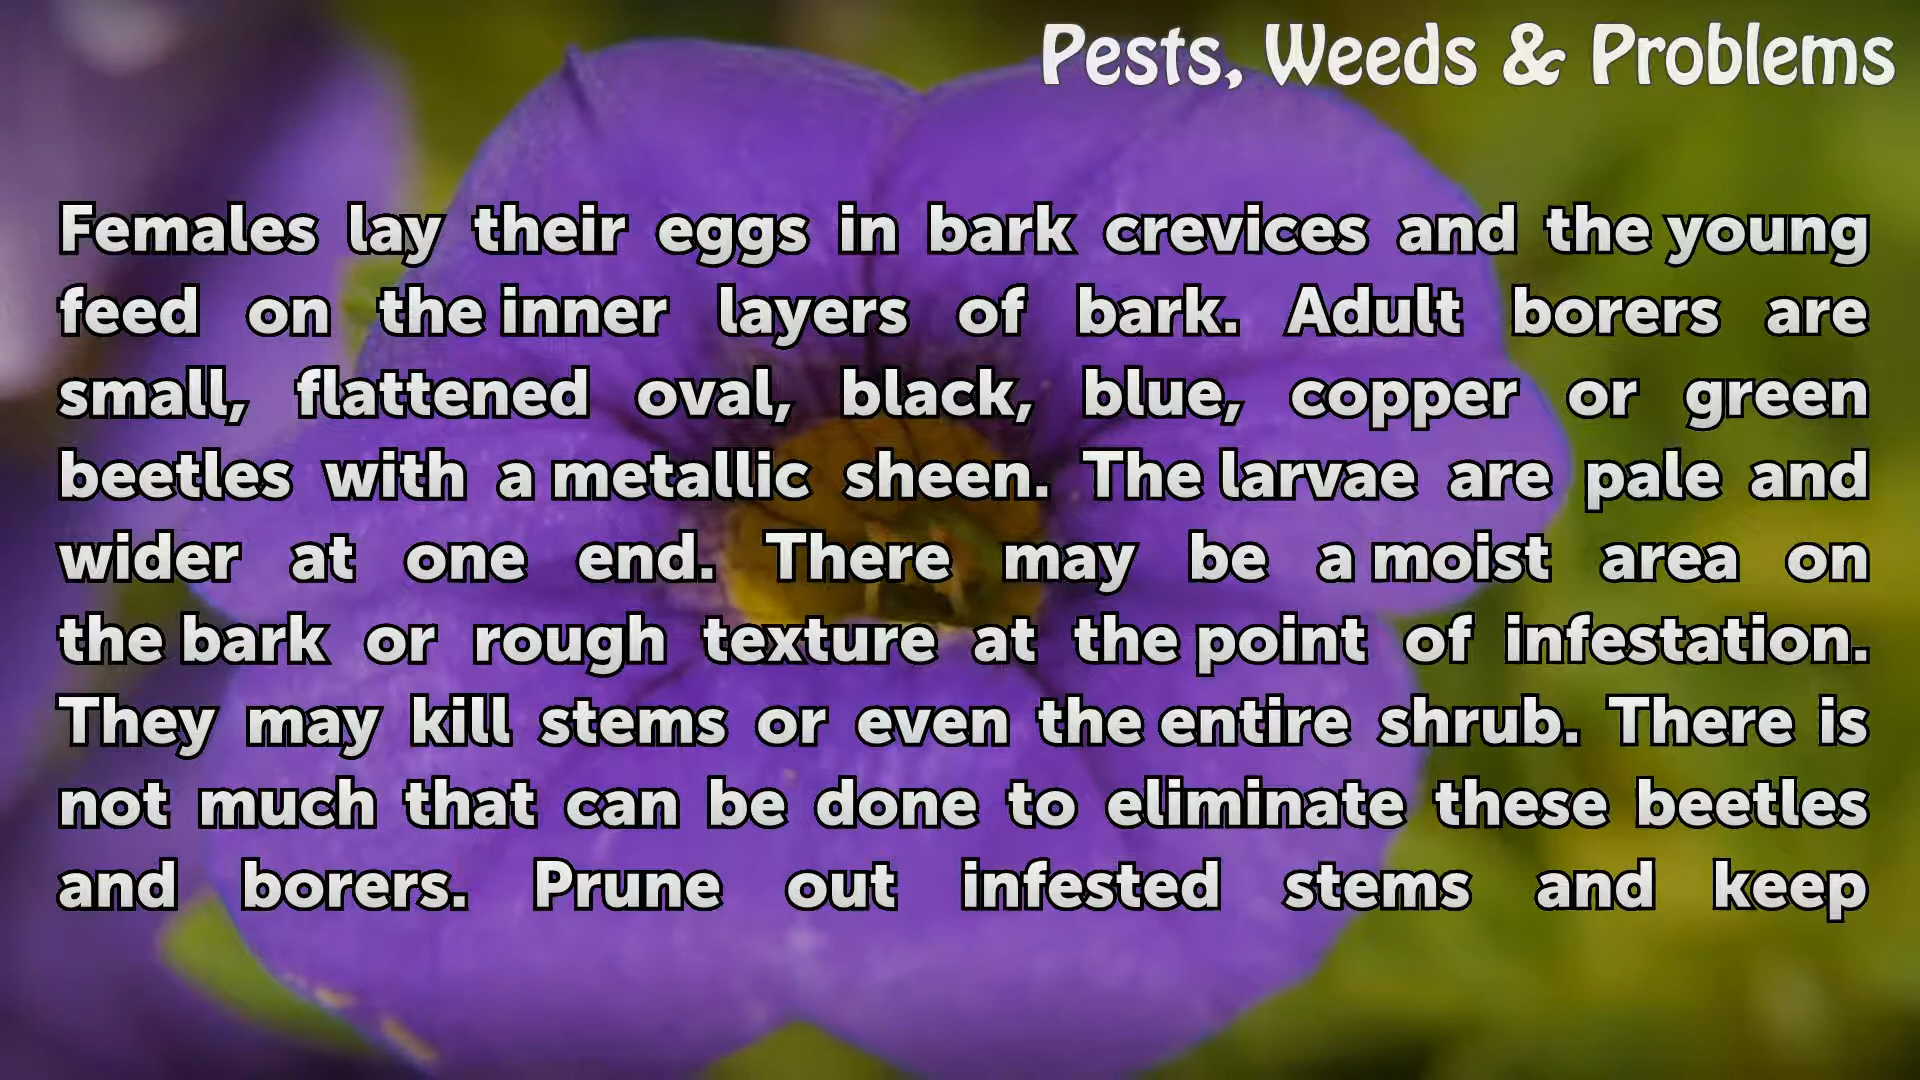 Pests, Weeds & Problems
Females lay their eggs in bark crevices and the young
feed on the inner layers of bark. Adult borers are
small, flattened oval, black, blue, copper or green
beetles with a metallic sheen. The larvae are pale and
wider at one end. There may be a moist area on
the bark or rough texture at the point of infestation.
They may kill stems or even the entire shrub. There is
not much that can be done to eliminate these beetles
and borers. Prune out infested stems and keep